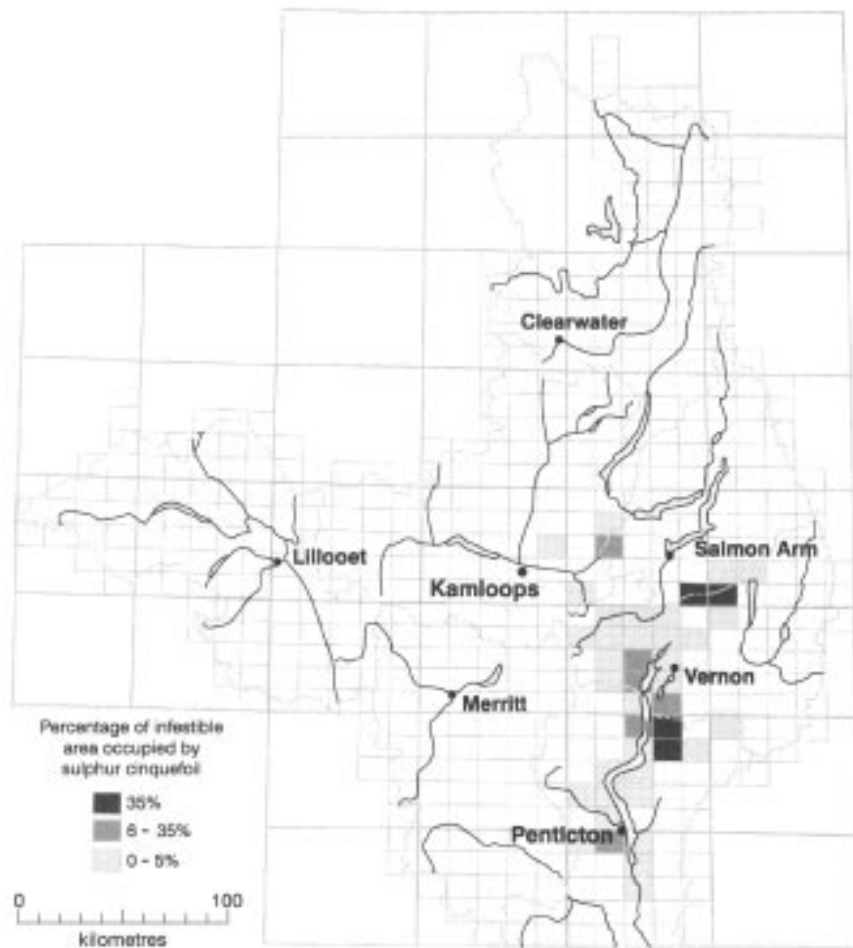 Clearwater
Lillooet
Salmon Arm
Kamloops
Vernon
Merritt
Percentage of infestible
area occupied by
sulphur cinquefoil
35%
6 - 35%
0 - 5%
Penticton
0 100
kilometres